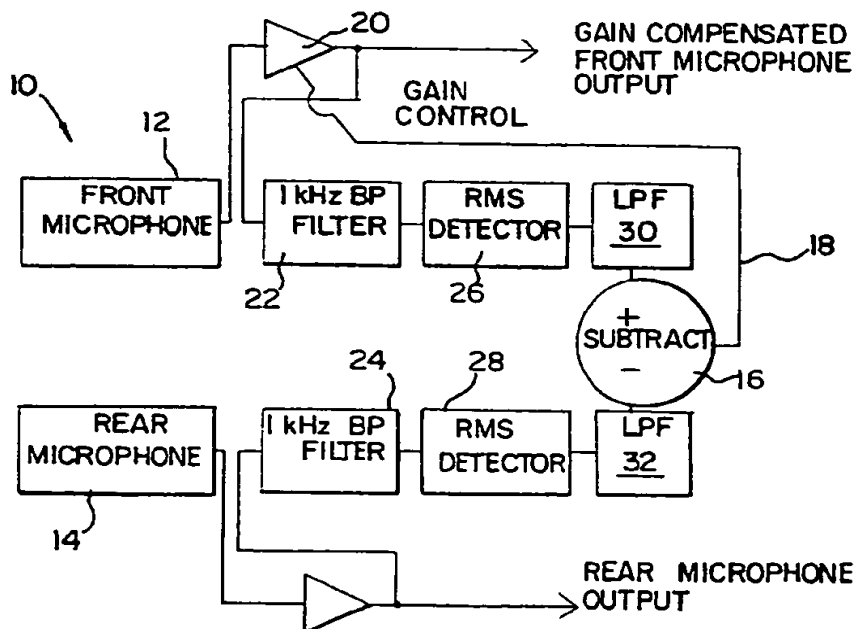 20
GAIN COMPENSATED
FRONT MICROPHONE
OUTPUT
10
GAIN
CONTROL
12
FRONT
MICROPHONE
1 kHz BP
FILTER
22
RMS
DETECTOR
26
LPF
30
18
+
SUBTRACT
-
16
24
28
REAR
MICROPHONE
14
1 kHz BP
FILTER
RMS
DETECTOR
LPF
32
REAR MICROPHONE
OUTPUT